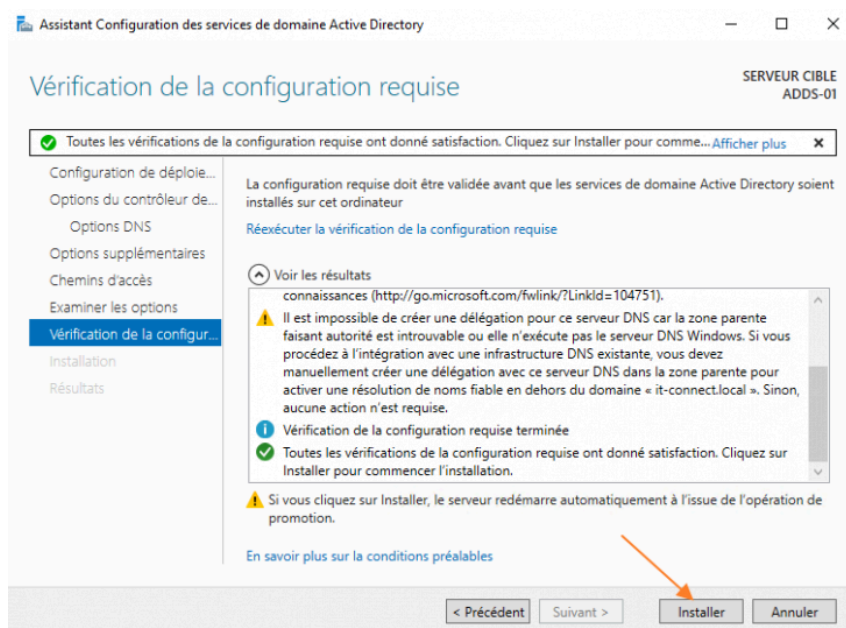 Assistant Configuration des services de domaine Active Directory
Vérification de la configuration requise
SERVEUR CIBLE
ADDS-01
Toutes les vérifications de la configuration requise ont donné satisfaction. Cliquez sur Installer pour comme... Afficher plus
Configuration de déploie...
Options du contrôleur de...
Options DNS
Options supplémentaires
Chemins d'accès
Examiner les options
Vérification de la configur...
Installation
Résultats
La configuration requise doit être validée avant que les services de domaine Active Directory soient
installés sur cet ordinateur
Réexécuter la vérification de la configuration requise
Voir les résultats
connaissances (http://go.microsoft.com/fwlink/?LinkId=104751).
Il est impossible de créer une délégation pour ce serveur DNS car la zone parente
faisant autorité est introuvable ou elle n'exécute pas le serveur DNS Windows. Si vous
procédez à l'intégration avec une infrastructure DNS existante, vous devez
manuellement créer une délégation avec ce serveur DNS dans la zone parente pour
activer une résolution de noms fiable en dehors du domaine « it-connect.local ». Sinon,
aucune action n'est requise.
Vérification de la configuration requise terminée
Toutes les vérifications de la configuration requise ont donné satisfaction. Cliquez sur
Installer pour commencer l'installation.
Si vous cliquez sur Installer, le serveur redémarre automatiquement à l'issue de l'opération de
promotion.
En savoir plus sur la conditions préalables
< Précédent
Suivant >
Installer
Annuler